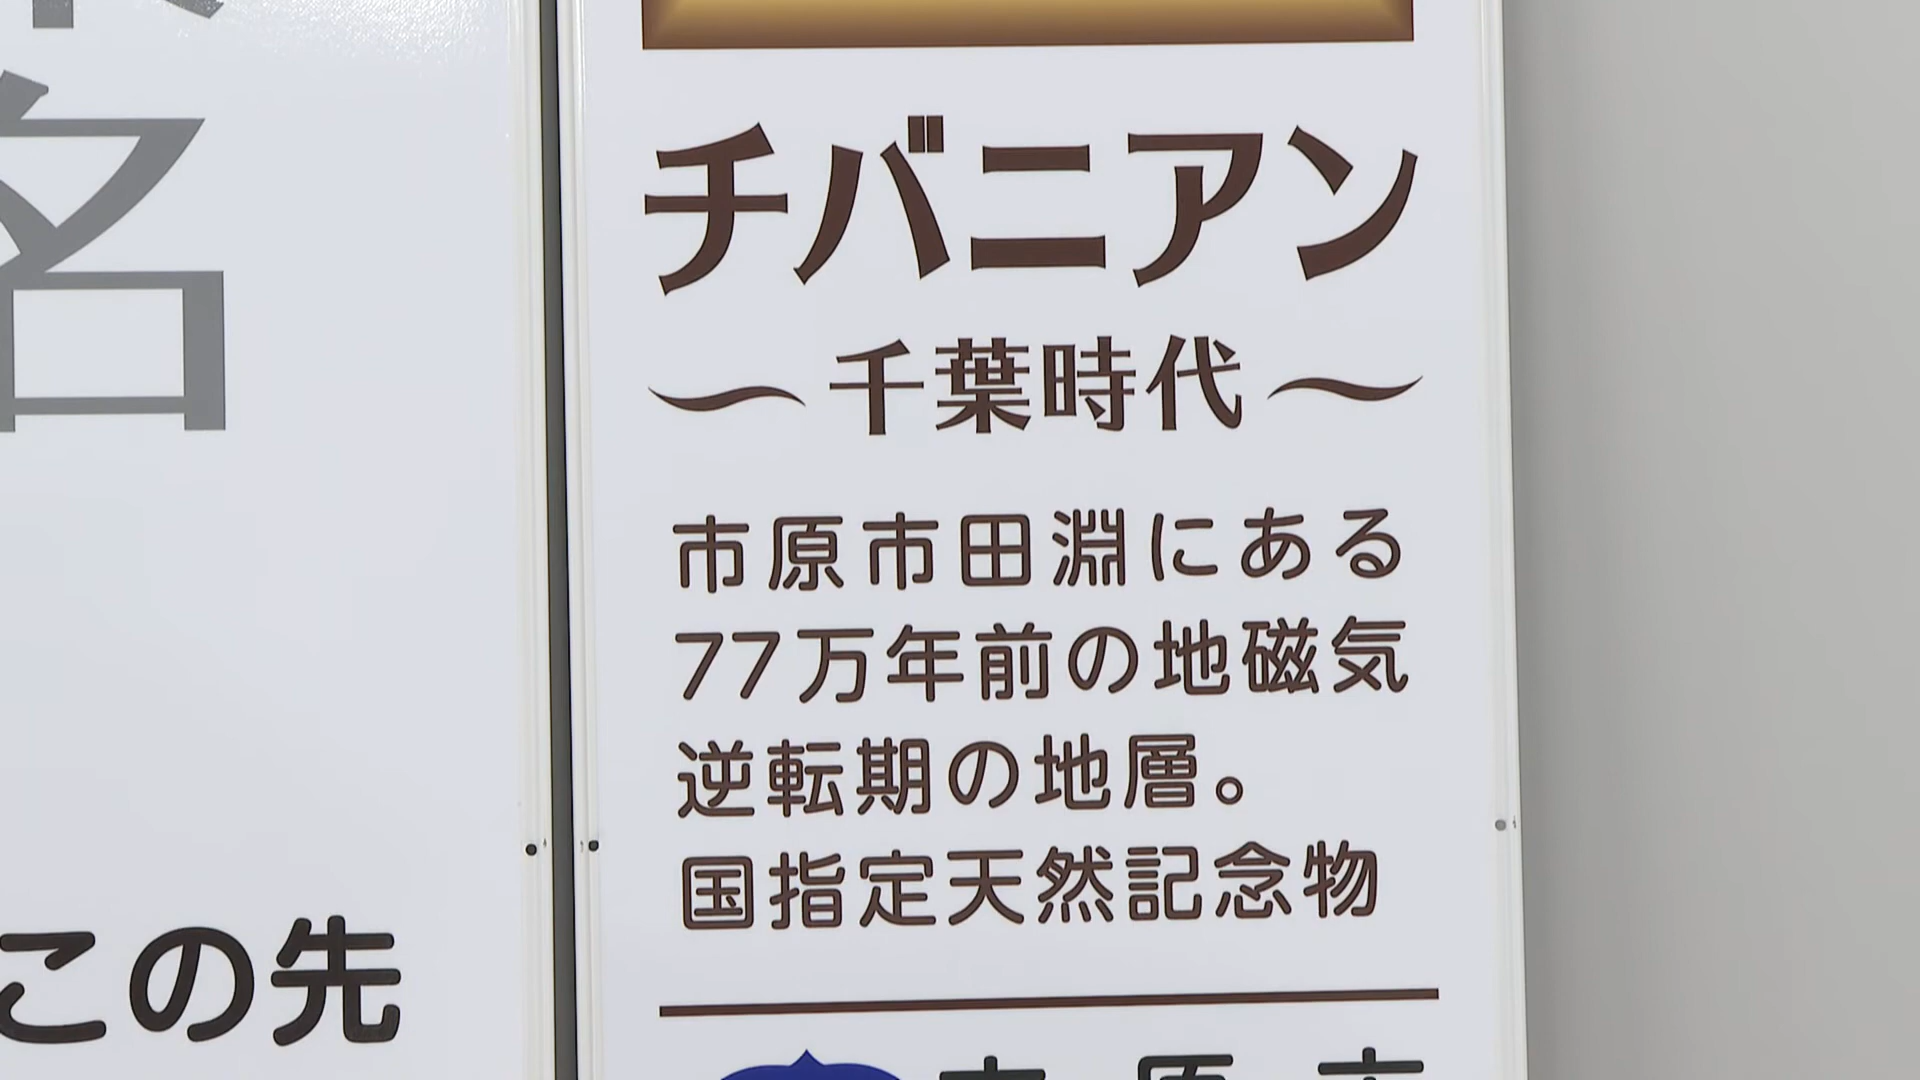 名
この先
チバニアン
～千葉時代～
市原市田淵にある
77万年前の地磁気
逆転期の地層。
国指定天然記念物
市原市